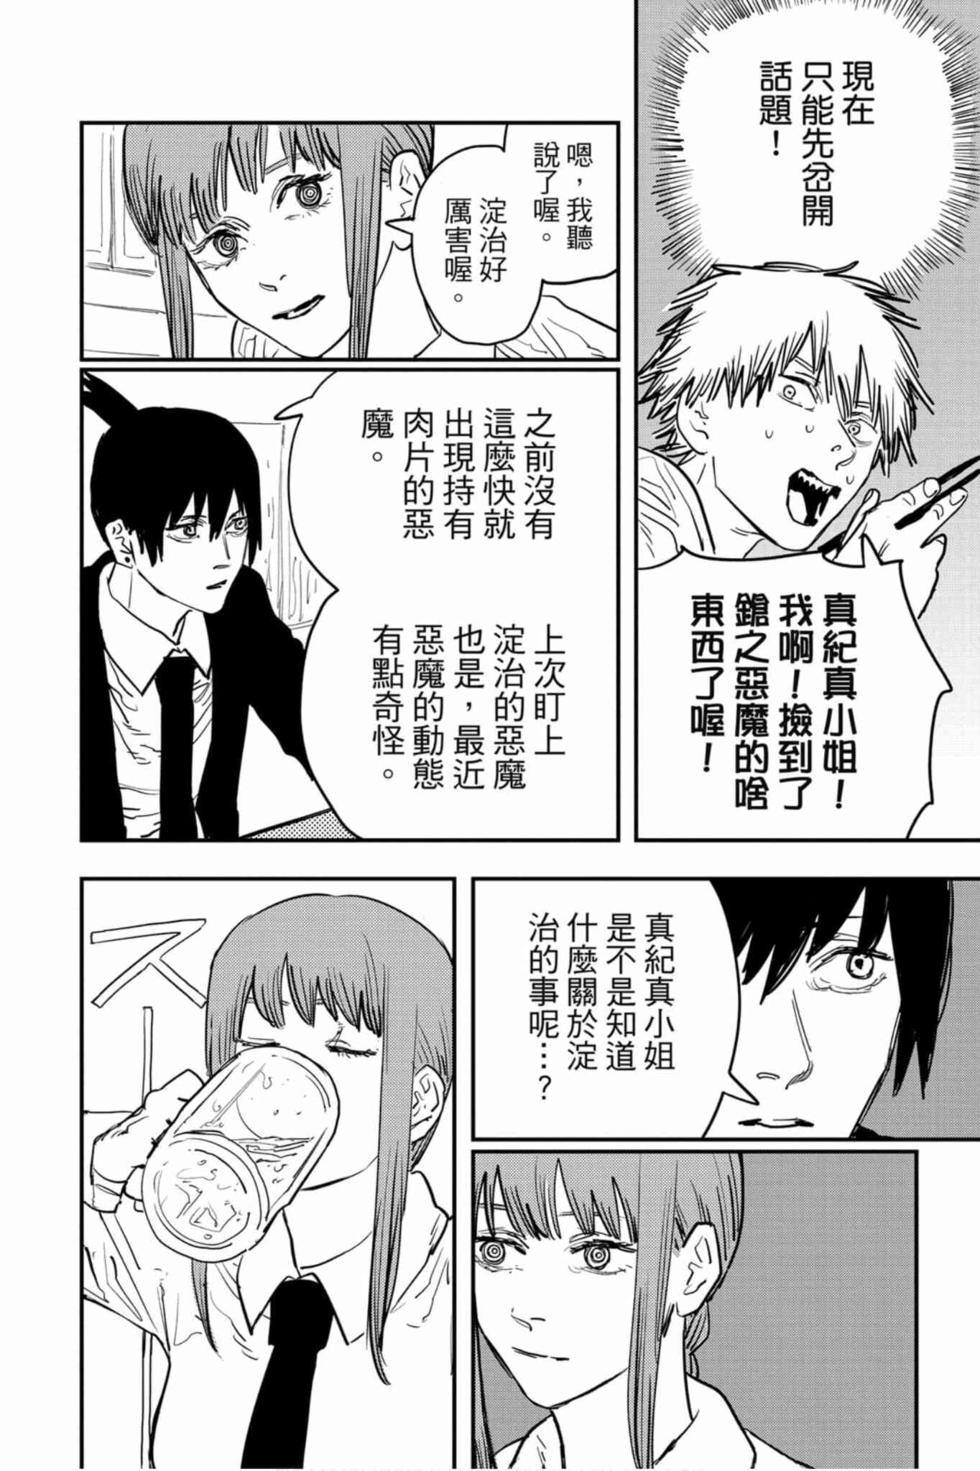 現在
只能先岔開
話題！
真紀真小姐！
我啊！撿到了
鎗之惡魔的啥
東西了喔！
嗯，我聽
說了喔。
淀治好
厲害喔。
之前沒有
這麼快就
出現持有
肉片的惡
魔。
上次盯上
淀治的惡魔
也是，最近
惡魔的動態
有點奇怪。
真紀真小姐
是不是知道
什麼關於淀
治的事呢…？
スー